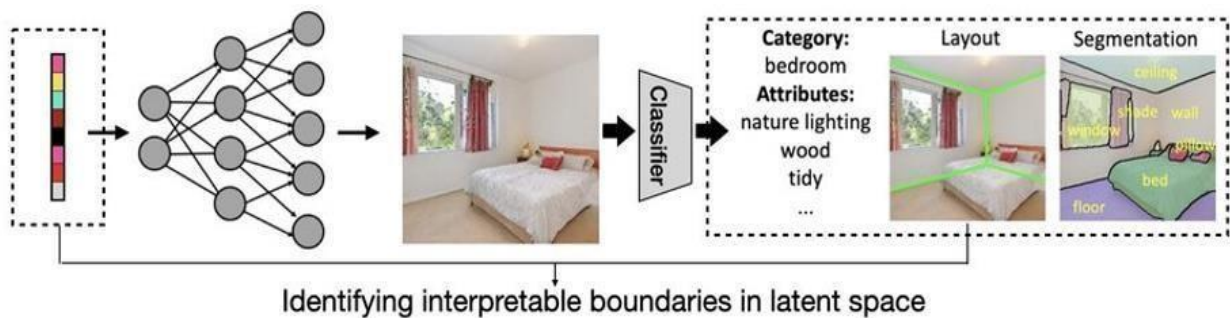 Category:
bedroom
Attributes:
nature lighting
wood
tidy
...
Classifier
Layout
Segmentation
ceiling
shade
wall
window
pillow
bed
floor
Identifying interpretable boundaries in latent space